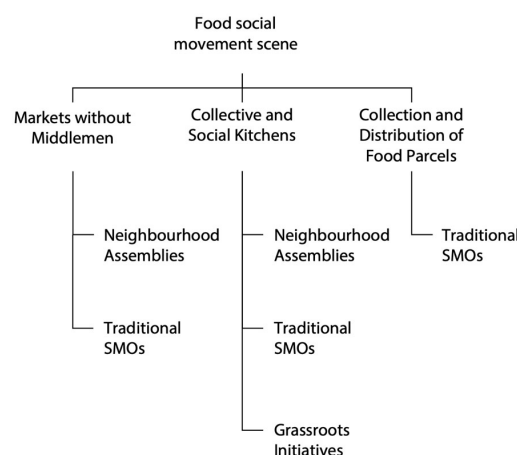 Food social
movement scene
Markets without
Middlemen
Collective and
Social Kitchens
Collection and
Distribution of
Food Parcels
Neighbourhood
Assemblies
Neighbourhood
Assemblies
Traditional
SMOs
Traditional
SMOs
Traditional
SMOs
Grassroots
Initiatives